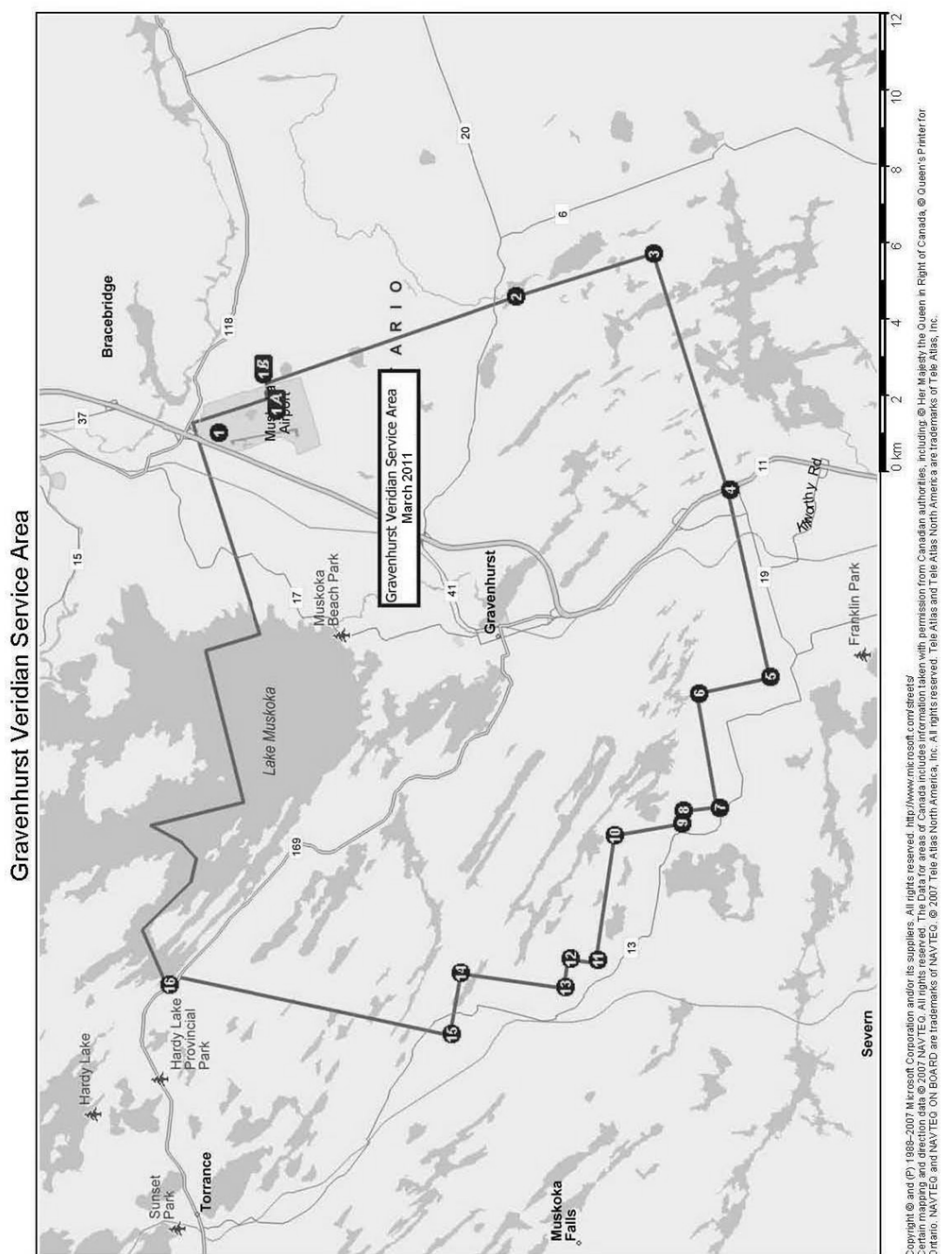 Gravenhurst Veridian Service Area
Hardy Lake
Sunset
Park
Torrance
Hardy Lake
Provincial
Park
16
15
37
17
118
Bracebridge
1
1B
1A
Airport
Lake Muskoka
Muskoka
Beach Park
Gravenhurst Veridian Service Area
March 2011
A R I O
169
41
Gravenhurst
20
6
2
3
15
14
13
12
11
10
9
8
7
6
5
4
13
19
11
Muskoka
Falls
Severn
Franklin Park
0 km
2
4
6
8
10
12
Copyright © and (P) 1988–2007 Microsoft Corporation and/or its suppliers. All rights reserved. http://www.microsoft.com/streets/
Certain mapping and direction data © 2007 NAVTEQ. All rights reserved. The Data for areas of Canada includes information taken with permission from Canadian authorities, including: © Her Majesty the Queen in Right of Canada, © Queen's Printer for
Ontario. NAVTEQ and NAVTEQ ON BOARD are trademarks of NAVTEQ. © 2007 Tele Atlas North America, Inc. All rights reserved. Tele Atlas and Tele Atlas North America are trademarks of Tele Atlas, Inc.